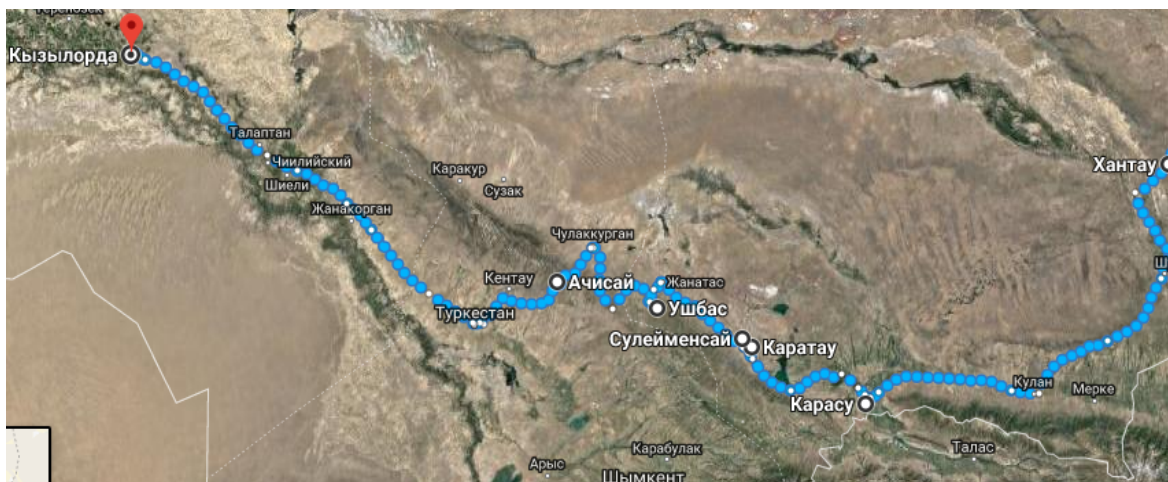 Теренозек
Кызылорда
Талаптан
Чиилийский
Шиели
Жанакорган
Каракур
Сузак
Хантау
Чулаккурган
Кентау
Ачисай
Жанатас
Туркестан
Ушбас
Сулейменсай
Каратау
Карасу
Кулан
Мерке
Талас
Карабулак
Арыс
Шымкент